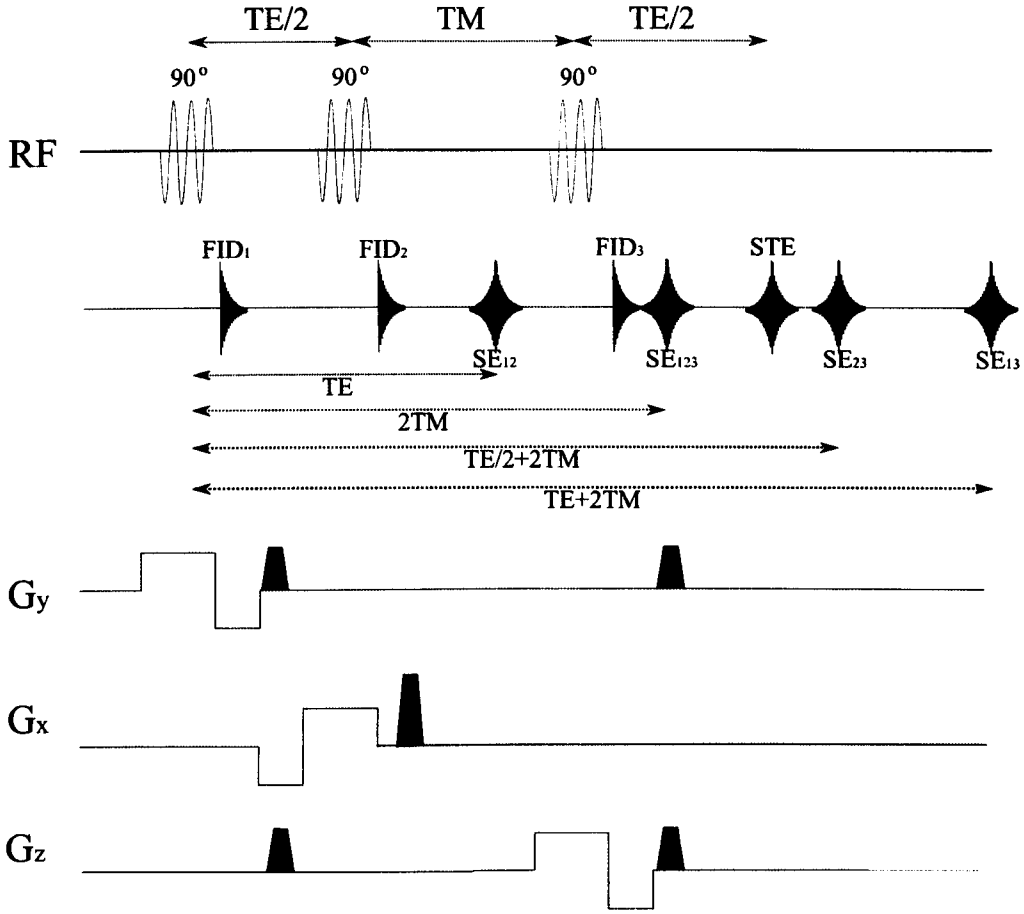 TE/2 TM TE/2
90° 90° 90°
RF
FID₁ FID₂ FID₃ STE
SE₁₂ SE₁₂₃ SE₂₃ SE₁₃
TE
2TM
TE/2+2TM
TE+2TM
Gy
Gx
Gz